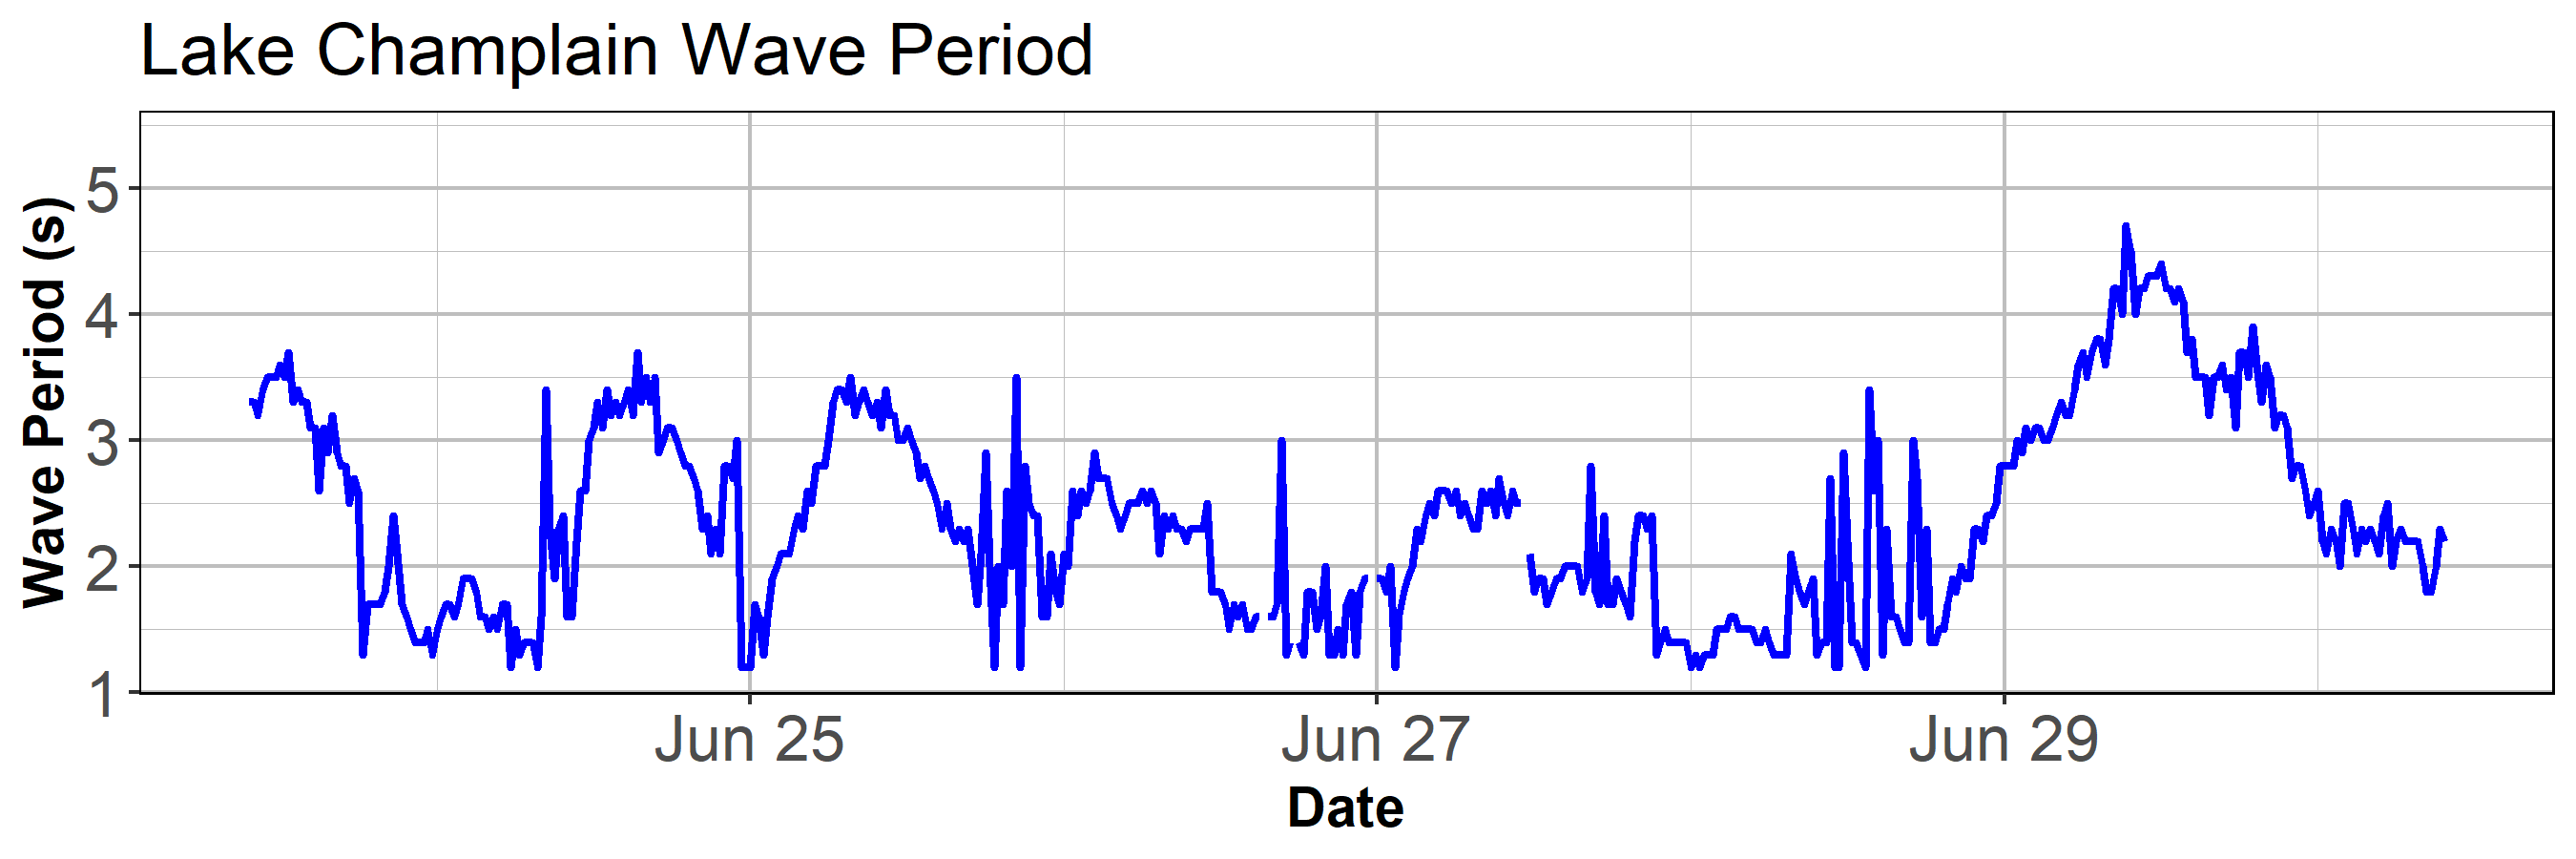 Lake Champlain Wave Period
Wave Period (s)
5
4
3
2
1
Jun 25
Jun 27
Jun 29
Date